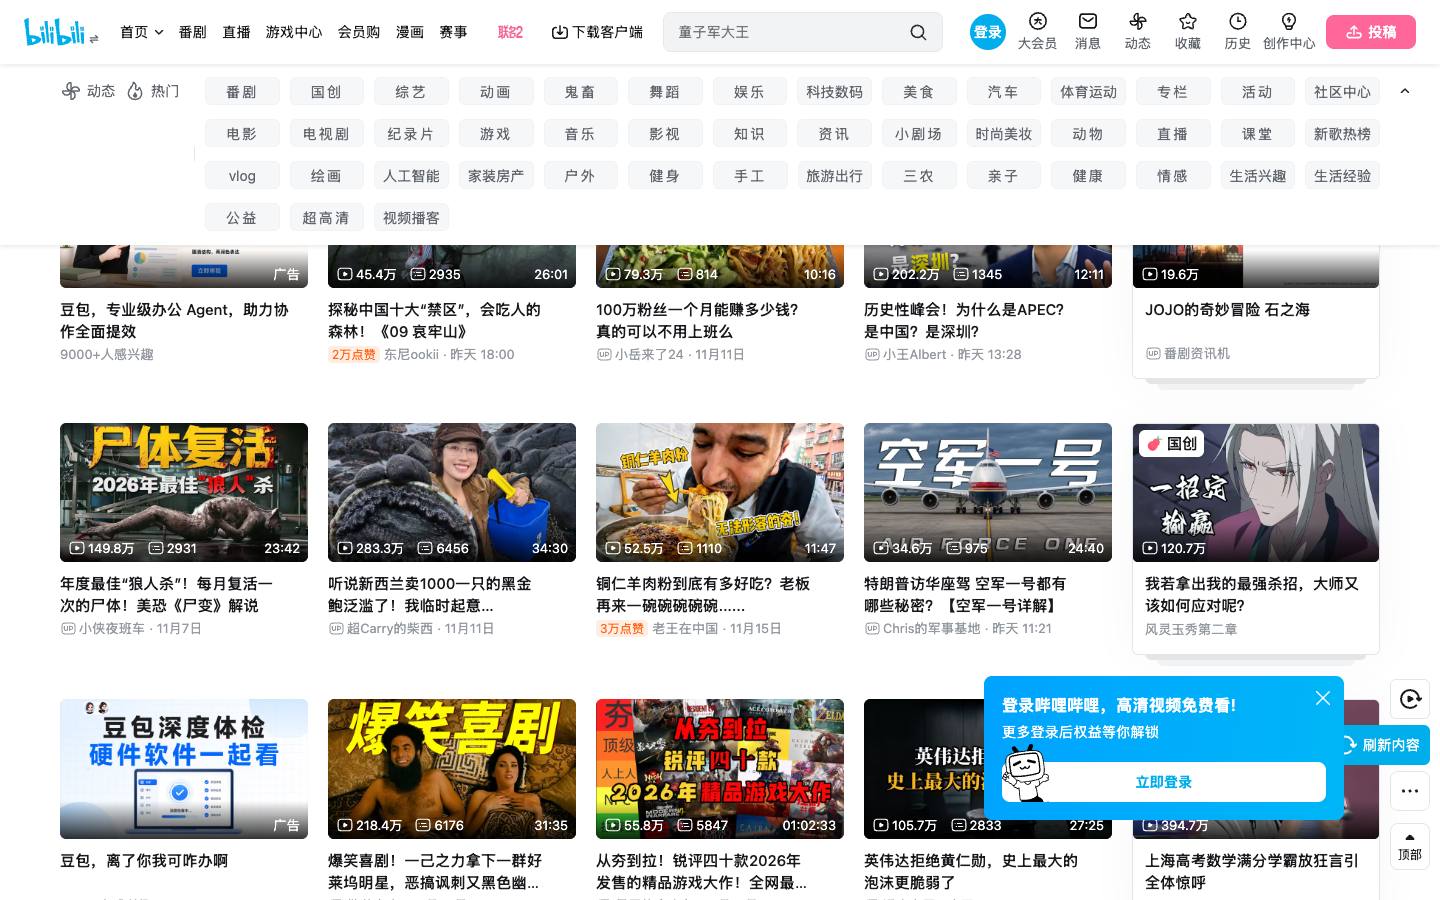 bilibili
首页
番剧
直播
游戏中心
会员购
漫画
赛事
下载客户端
童子军大王
登录
大会员
消息
动态
收藏
历史
创作中心
投稿
动态
热门
番剧
国创
综艺
动画
鬼畜
舞蹈
娱乐
科技数码
美食
汽车
体育运动
专栏
活动
社区中心
电影
电视剧
纪录片
游戏
音乐
影视
知识
资讯
小剧场
时尚美妆
动物
直播
课堂
新歌热榜
vlog
绘画
人工智能
家装房产
户外
健身
手工
旅游出行
三农
亲子
健康
情感
生活兴趣
生活经验
公益
超高清
视频播客
广告
45.4万
2935
26:01
79.3万
814
10:16
是深圳?
202.2万
1345
12:11
19.6万
豆包，专业级办公 Agent，助力协
作全面提效
9000+人感兴趣
探秘中国十大“禁区”，会吃人的
森林！《09 哀牢山》
2万点赞
东尼ookii · 昨天 18:00
100万粉丝一个月能赚多少钱？
真的可以不用上班么
小岳来了24 · 11月11日
历史性峰会！为什么是APEC？
是中国？是深圳？
小王Albert · 昨天 13:28
JOJO的奇妙冒险 石之海
番剧资讯机
尸体复活
2026年最佳"狼人"杀
149.8万
2931
23:42
283.3万
6456
34:30
铜仁羊肉粉
无法形容的夯!
52.5万
1110
11:47
空军一号
AIR FORCE ONE
34.6万
975
24:40
国创
一招定
输赢
120.7万
年度最佳“狼人杀”！每月复活一
次的尸体！美恐《尸变》解说
小侠夜班车 · 11月7日
听说新西兰卖1000一只的黑金
鲍泛滥了！我临时起意...
超Carry的柴西 · 11月11日
铜仁羊肉粉到底有多好吃？老板
再来一碗碗碗碗碗……
3万点赞
老王在中国 · 11月15日
特朗普访华座驾 空军一号都有
哪些秘密？【空军一号详解】
Chris的军事基地 · 昨天 11:21
我若拿出我的最强杀招，大师又
该如何应对呢？
风灵玉秀第二章
豆包深度体检
硬件软件一起看
广告
爆笑喜剧
218.4万
6176
31:35
夯
顶级
人上人
从夯到拉
锐评四十款
2026年精品游戏大作
55.8万
5847
01:02:33
英伟达拒
史上最大的
105.7万
2833
27:25
394.7万
登录哔哩哔哩，高清视频免费看！
更多登录后权益等你解锁
立即登录
刷新内容
顶部
豆包，离了你我可咋办啊
爆笑喜剧！一己之力拿下一群好
莱坞明星，恶搞讽刺又黑色幽...
从夯到拉！锐评四十款2026年
发售的精品游戏大作！全网最...
英伟达拒绝黄仁勋，史上最大的
泡沫更脆弱了
上海高考数学满分学霸放狂言引
全体惊呼